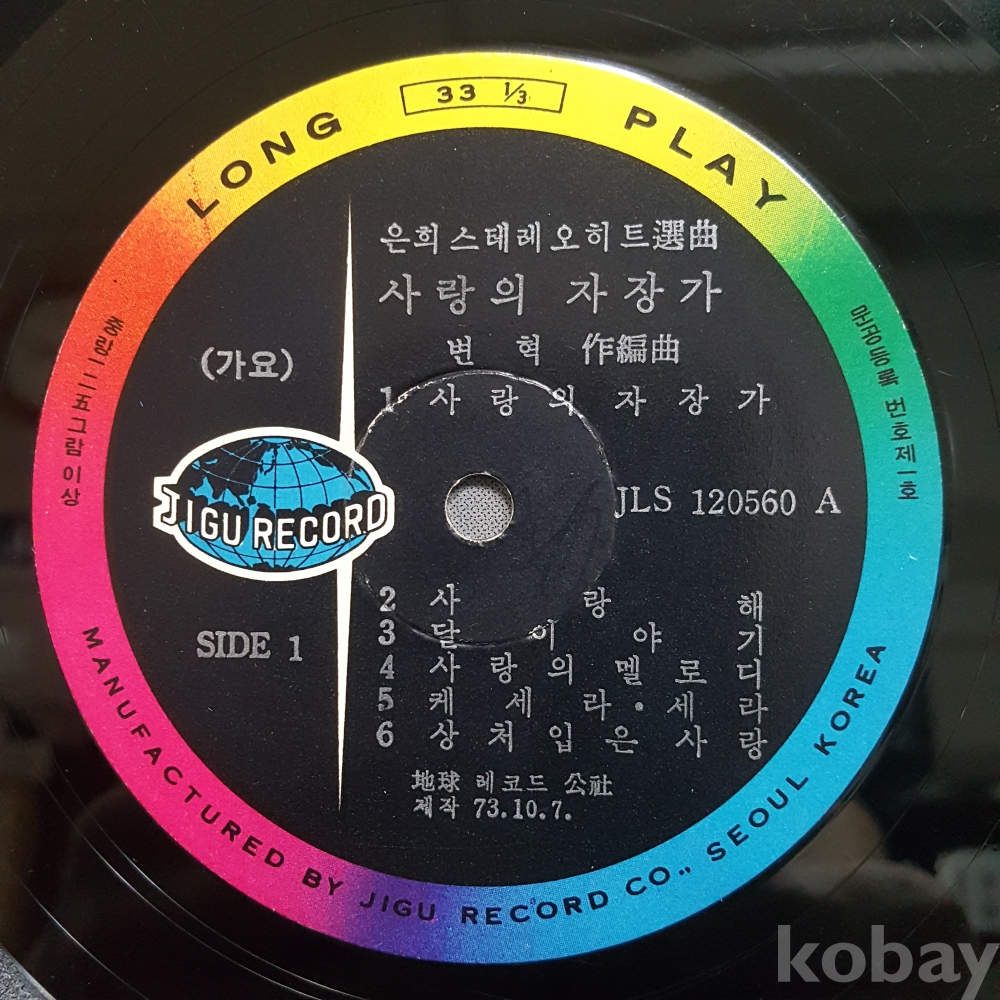 LONG 33 ⅓ PLAY
은희스테레오히트選曲
사랑의 자장가
변 혁 作編曲
(가요)
1 사 랑 의 자 장 가
JIGU RECORD
JLS 120560 A
SIDE 1
2 사 랑 해
3 달 이 야 기
4 사 랑 의 멜 로 디
5 케 세 라 · 세 라
6 상 처 입 은 사 랑
地球 레코드 公社
제작 73.10.7.
중량一二五그람이상
문공등록 번호제一호
MANUFACTURED BY JIGU RECORD CO., SEOUL KOREA
kobay